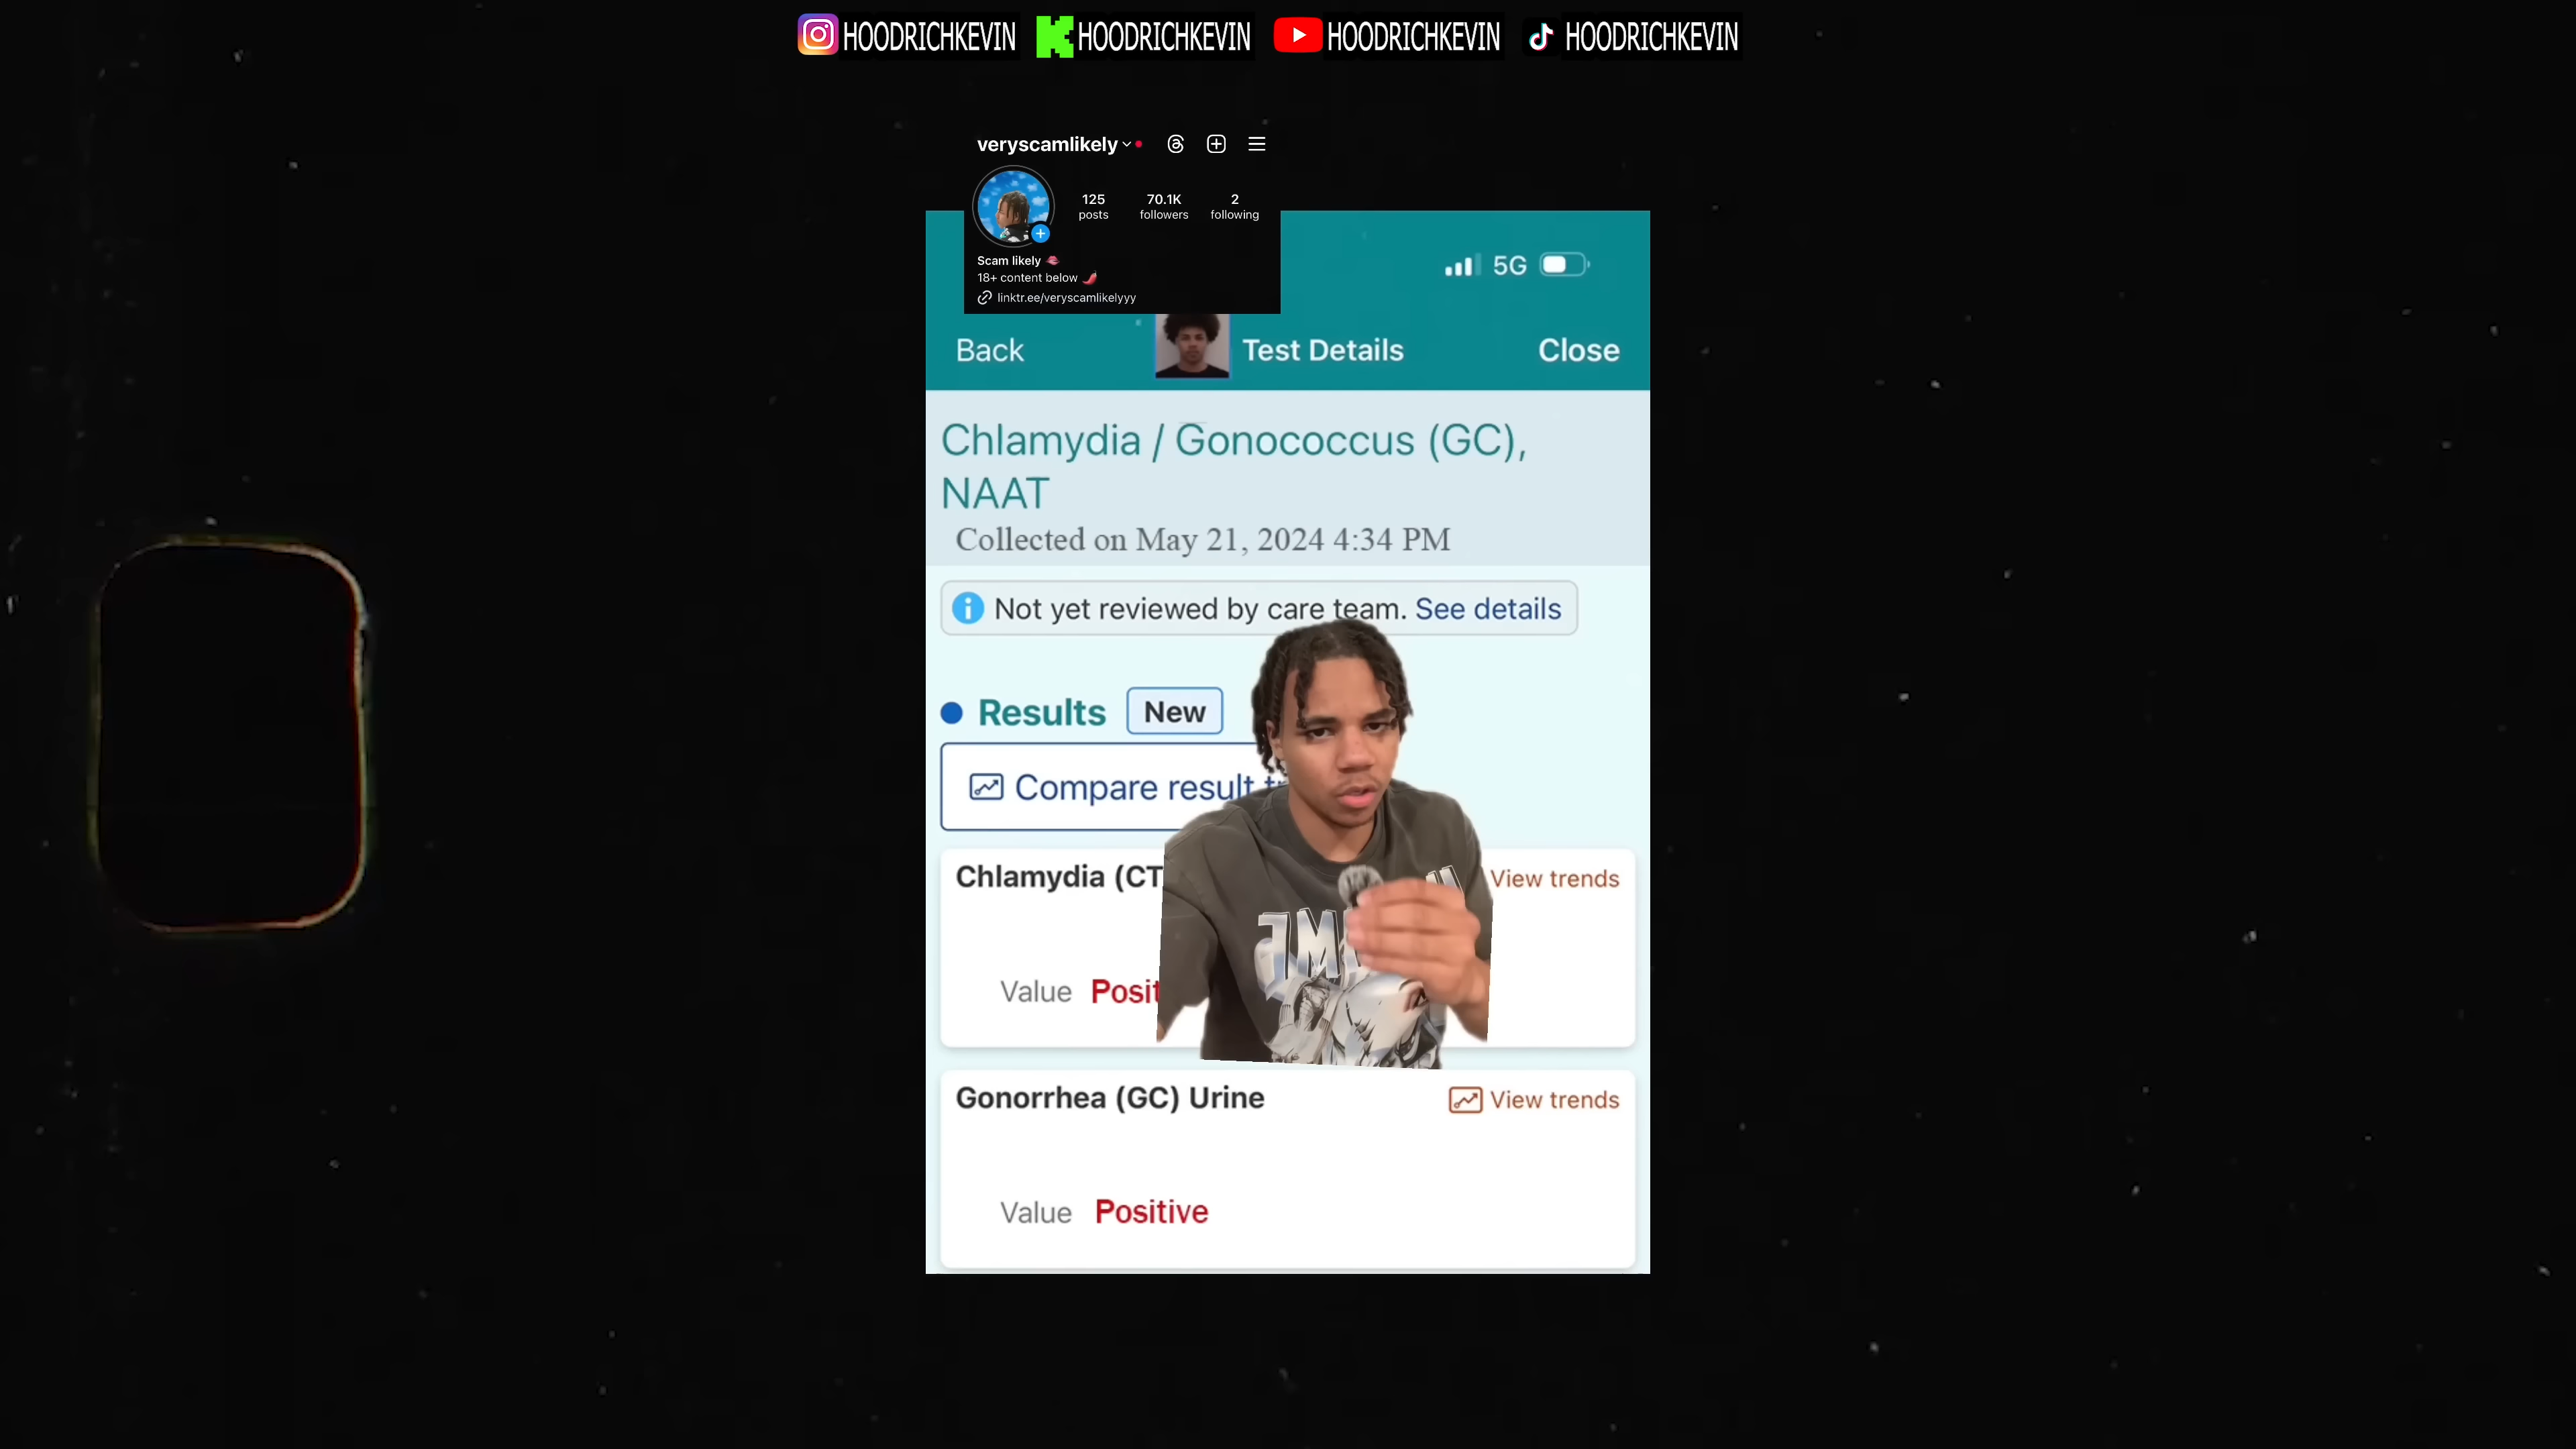 HOODRICHKEVIN HOODRICHKEVIN HOODRICHKEVIN HOODRICHKEVIN
veryscamlikely
125 70.1K 2
posts followers following
Scam likely
18+ content below
linktr.ee/veryscamlikelyyy
5G
Back Test Details Close
Chlamydia / Gonococcus (GC),
NAAT
Collected on May 21, 2024 4:34 PM
Not yet reviewed by care team. See details
Results New
Compare result
Chlamydia (CT View trends
Value Posit
Gonorrhea (GC) Urine View trends
Value Positive